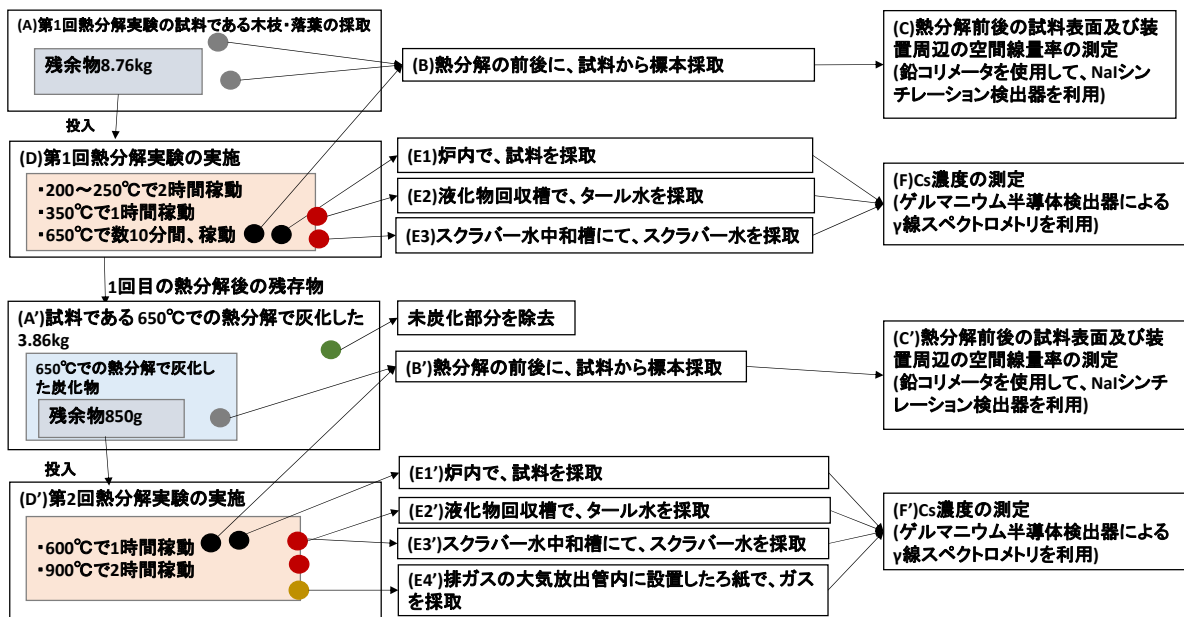 (A)第1回熱分解実験の試料である木枝・落葉の採取
残余物8.76kg
投入
(B)熱分解の前後に、試料から標本採取
(C)熱分解前後の試料表面及び装
置周辺の空間線量率の測定
(鉛コリメータを使用して、NaIシン
チレーション検出器を利用)
(D)第1回熱分解実験の実施
・200～250℃で2時間稼動
・350℃で1時間稼動
・650℃で数10分間、稼動
(E1)炉内で、試料を採取
(E2)液化物回収槽で、タール水を採取
(E3)スクラバー水中和槽にて、スクラバー水を採取
(F)Cs濃度の測定
(ゲルマニウム半導体検出器による
γ線スペクトロメトリを利用)
1回目の熱分解後の残存物
(A’)試料である 650℃での熱分解で灰化した
3.86kg
650℃での熱分解で灰化し
た炭化物
残余物850g
投入
未炭化部分を除去
(B’)熱分解の前後に、試料から標本採取
(C’)熱分解前後の試料表面及び装
置周辺の空間線量率の測定
(鉛コリメータを使用して、NaIシンチ
レーション検出器を利用)
(D’)第2回熱分解実験の実施
・600℃で1時間稼動
・900℃で2時間稼動
(E1’)炉内で、試料を採取
(E2’)液化物回収槽で、タール水を採取
(E3’)スクラバー水中和槽にて、スクラバー水を採取
(E4’)排ガスの大気放出管内に設置したろ紙で、ガス
を採取
(F’)Cs濃度の測定
(ゲルマニウム半導体検出器による
γ線スペクトロメトリを利用)